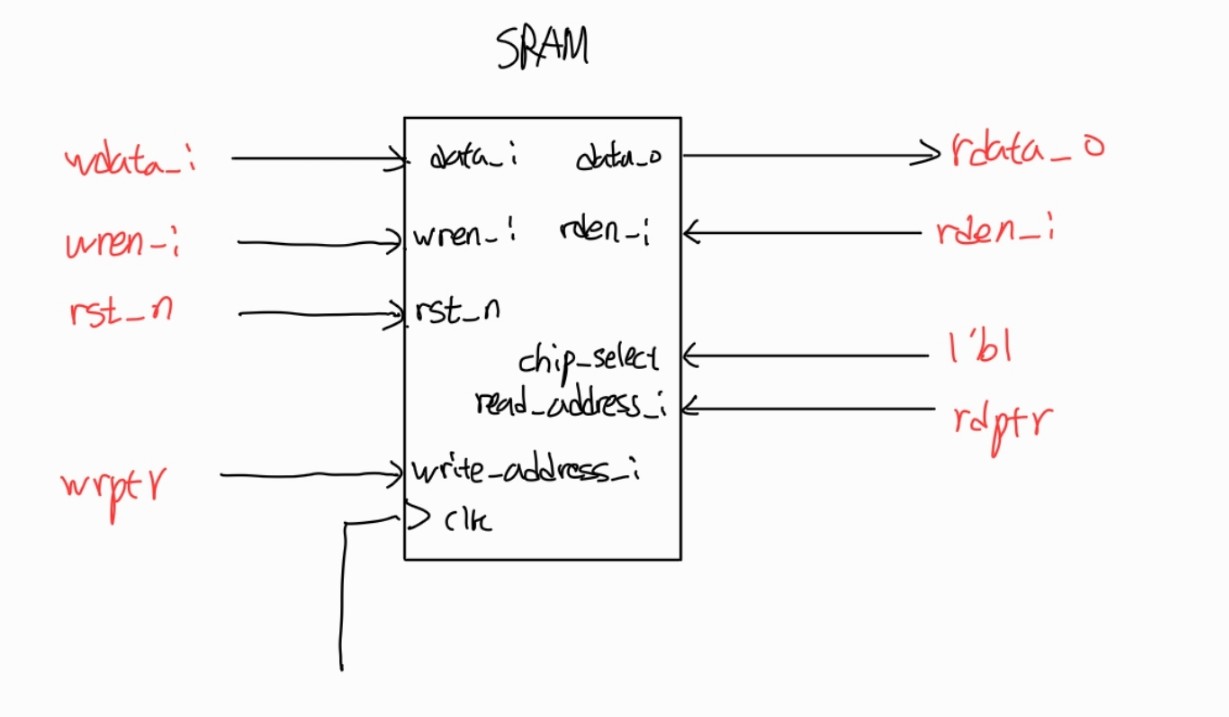 SRAM
wdata_i data_i data_o rdata_o
wren_i wren_i rden_i rden_i
rst_n rst_n
chip_select 1'b1
read_address_i rdptr
wrptr write_address_i
clk